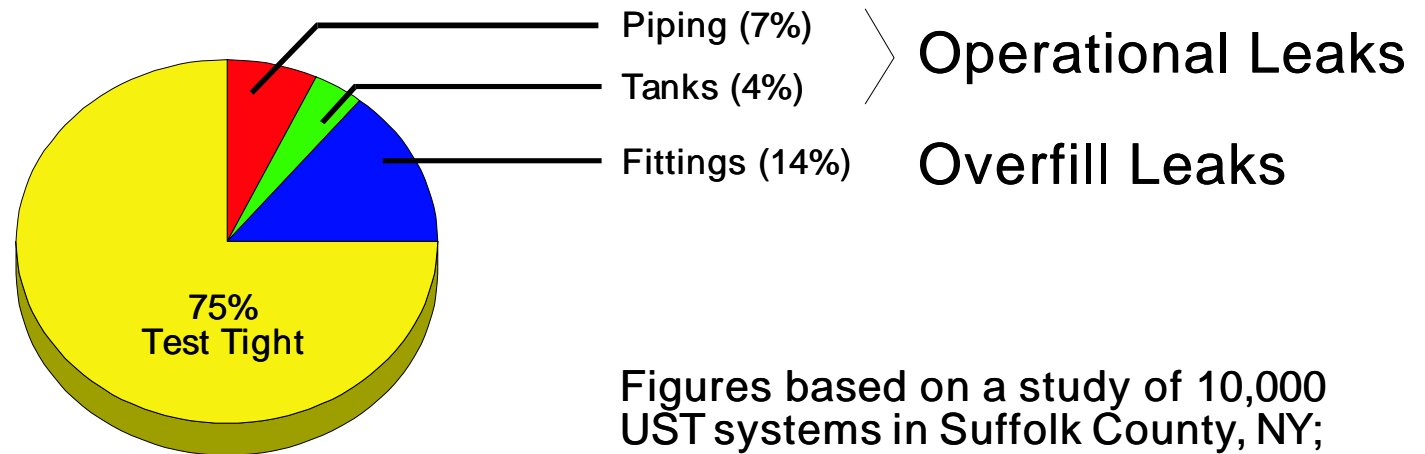 Piping (7%)
Operational Leaks
Tanks (4%)
Fittings (14%)
Overfill Leaks
75%
Test Tight
Figures based on a study of 10,000
UST systems in Suffolk County, NY;